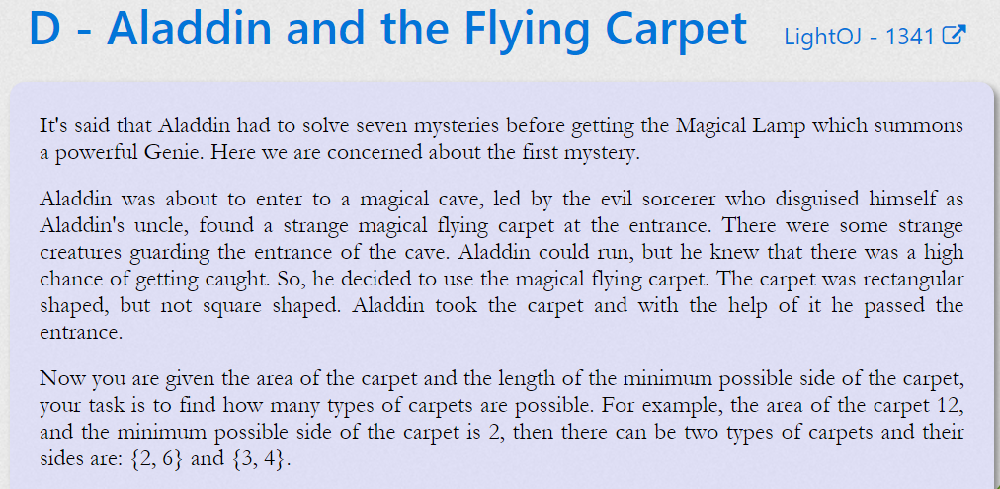 D - Aladdin and the Flying Carpet LightOJ - 1341
It's said that Aladdin had to solve seven mysteries before getting the Magical Lamp which summons
a powerful Genie. Here we are concerned about the first mystery.
Aladdin was about to enter to a magical cave, led by the evil sorcerer who disguised himself as
Aladdin's uncle, found a strange magical flying carpet at the entrance. There were some strange
creatures guarding the entrance of the cave. Aladdin could run, but he knew that there was a high
chance of getting caught. So, he decided to use the magical flying carpet. The carpet was rectangular
shaped, but not square shaped. Aladdin took the carpet and with the help of it he passed the
entrance.
Now you are given the area of the carpet and the length of the minimum possible side of the carpet,
your task is to find how many types of carpets are possible. For example, the area of the carpet 12,
and the minimum possible side of the carpet is 2, then there can be two types of carpets and their
sides are: {2, 6} and {3, 4}.